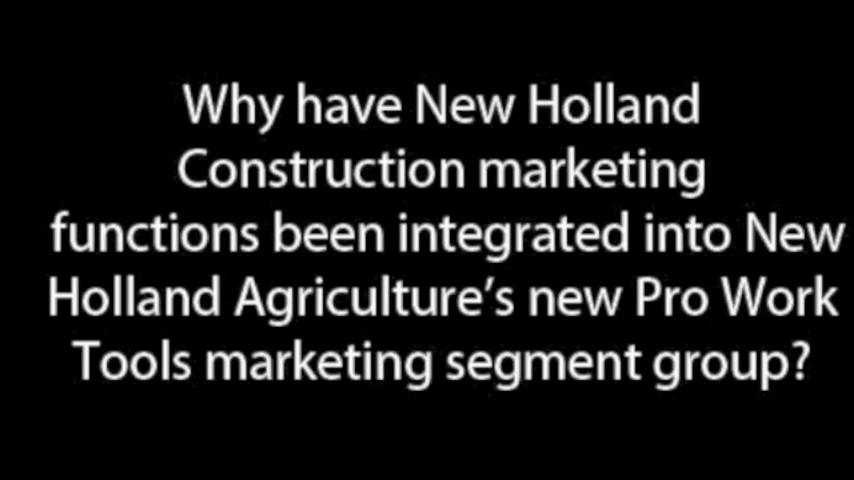 Why have New Holland
Construction marketing
functions been integrated into New
Holland Agriculture’s new Pro Work
Tools marketing segment group?